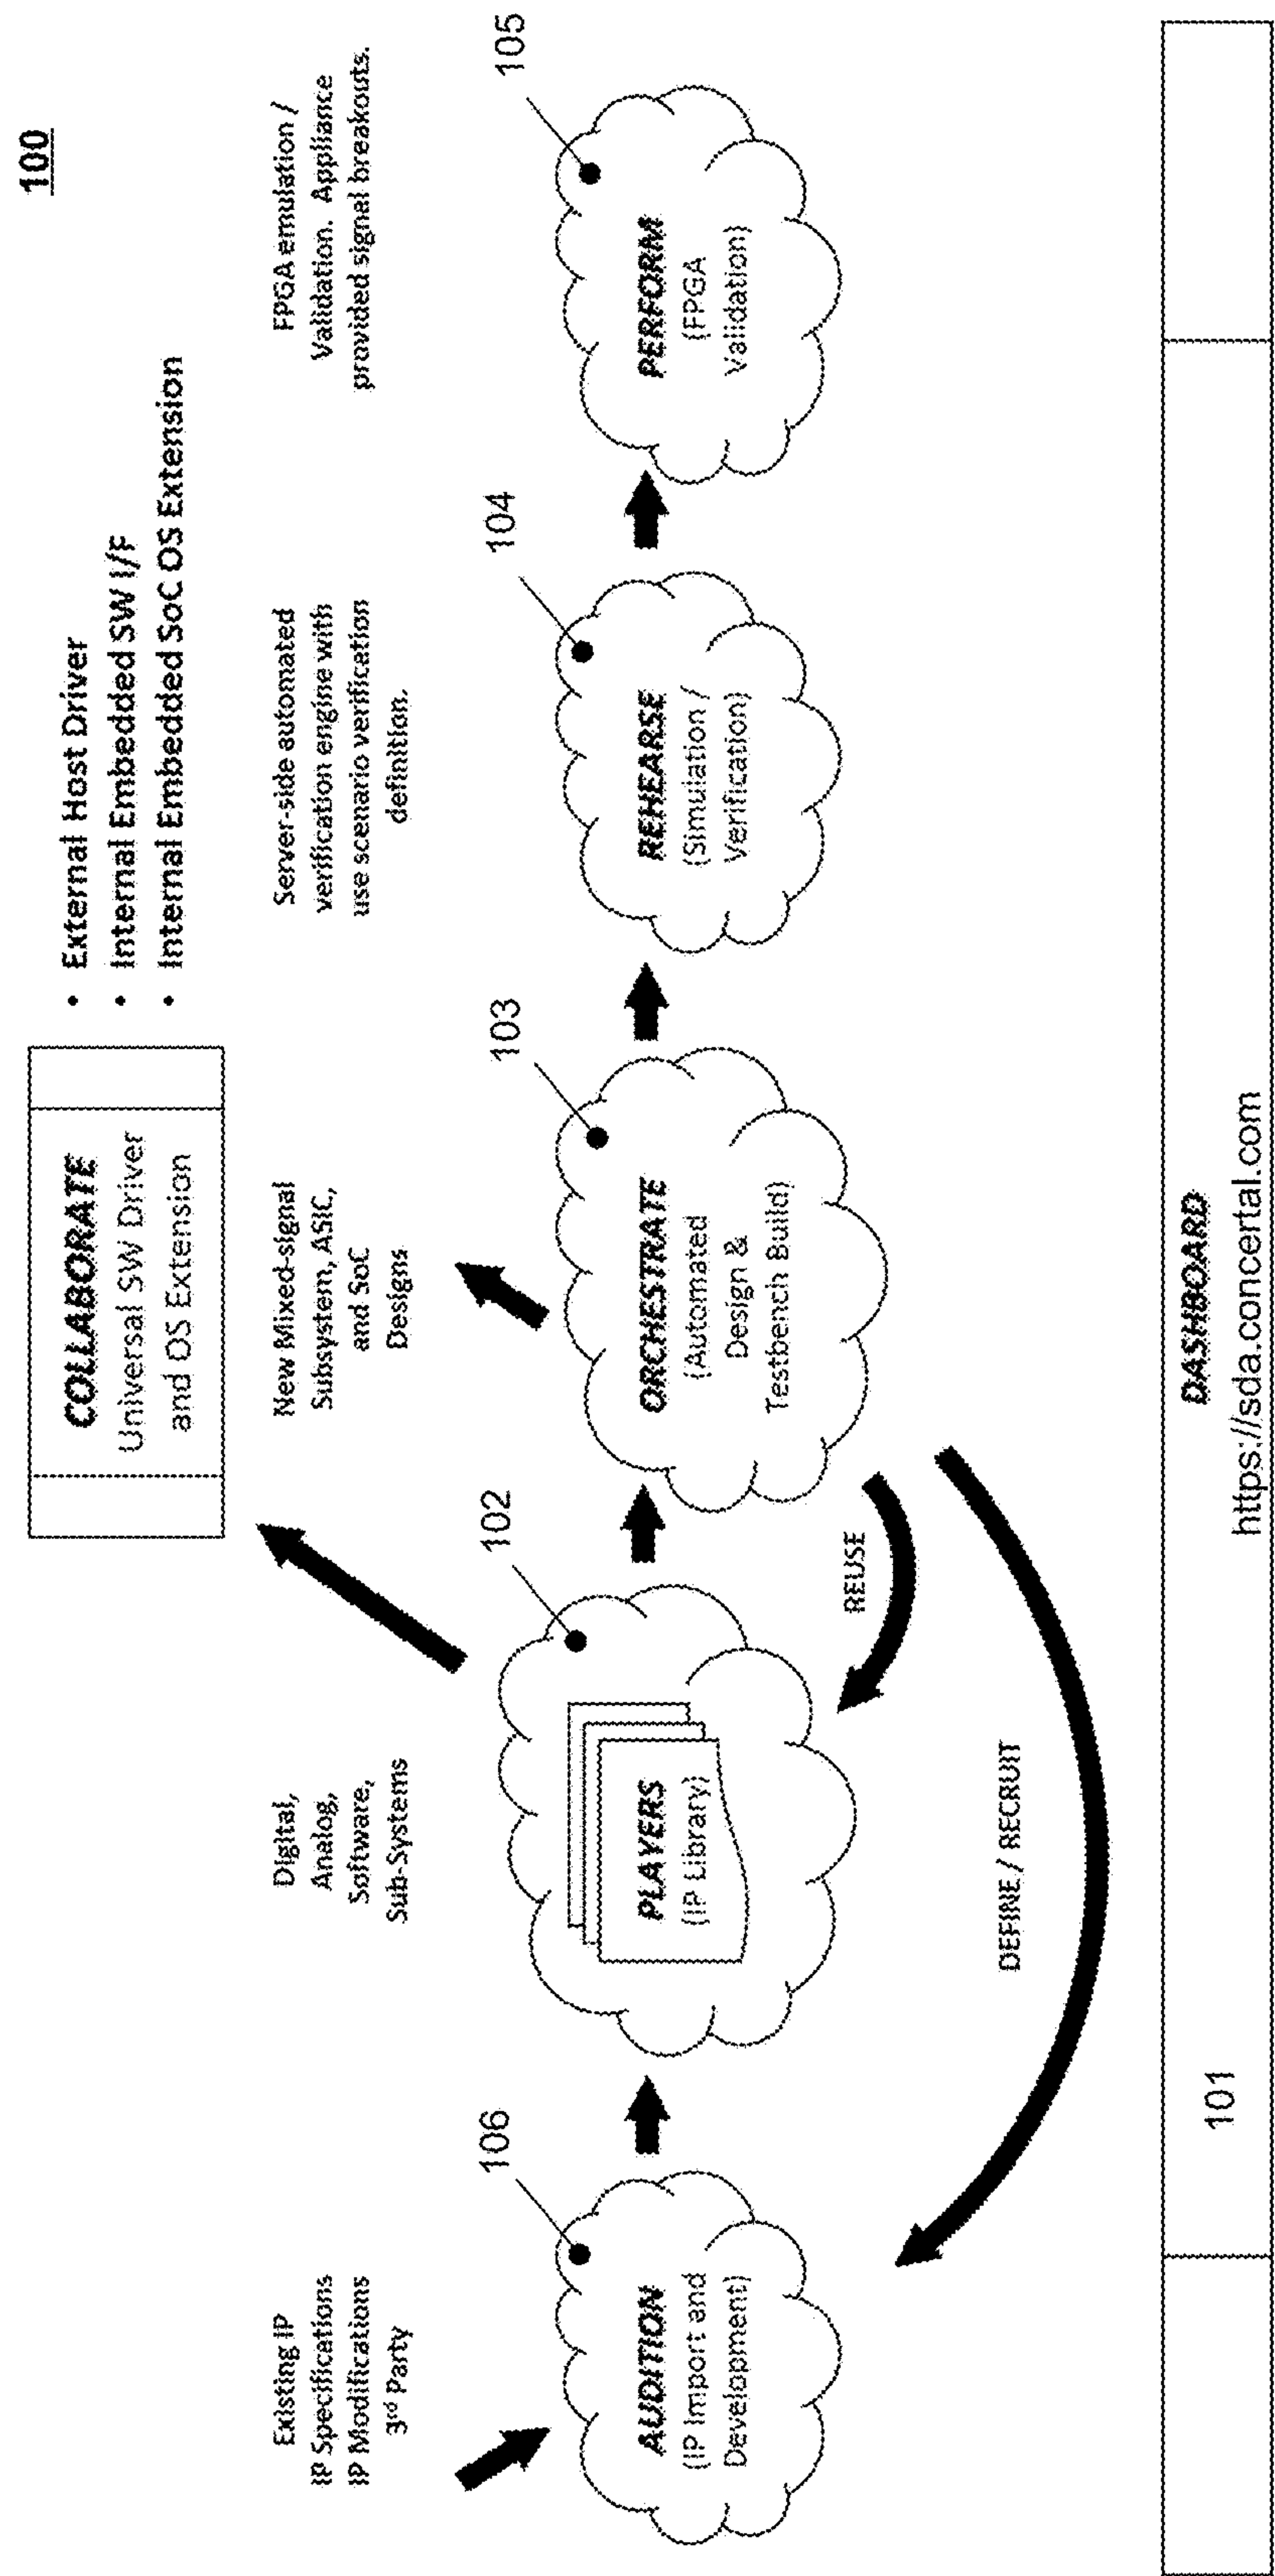 100
COLLABORATE
Universal SW Driver
and OS Extension
• External Host Driver
• Internal Embedded SW I/F
• Internal Embedded SoC OS Extension
Existing IP
IP Specifications
IP Modifications
3rd Party
Digital,
Analog,
Software,
Sub-Systems
New Mixed-signal
Subsystem, ASIC,
and SoC
Designs
Server-side automated
verification engine with
use scenario verification
definition.
FPGA emulation /
Validation. Appliance
provided signal breakouts.
106
AUDITION
(IP Import and
Development)
102
PLAYERS
(IP Library)
103
ORCHESTRATE
(Automated
Design &
Testbench Build)
104
REHEARSE
(Simulation /
Verification)
105
PERFORM
(FPGA
Validation)
REUSE
DEFINE / RECRUIT
101
DASHBOARD
https://sda.concertal.com